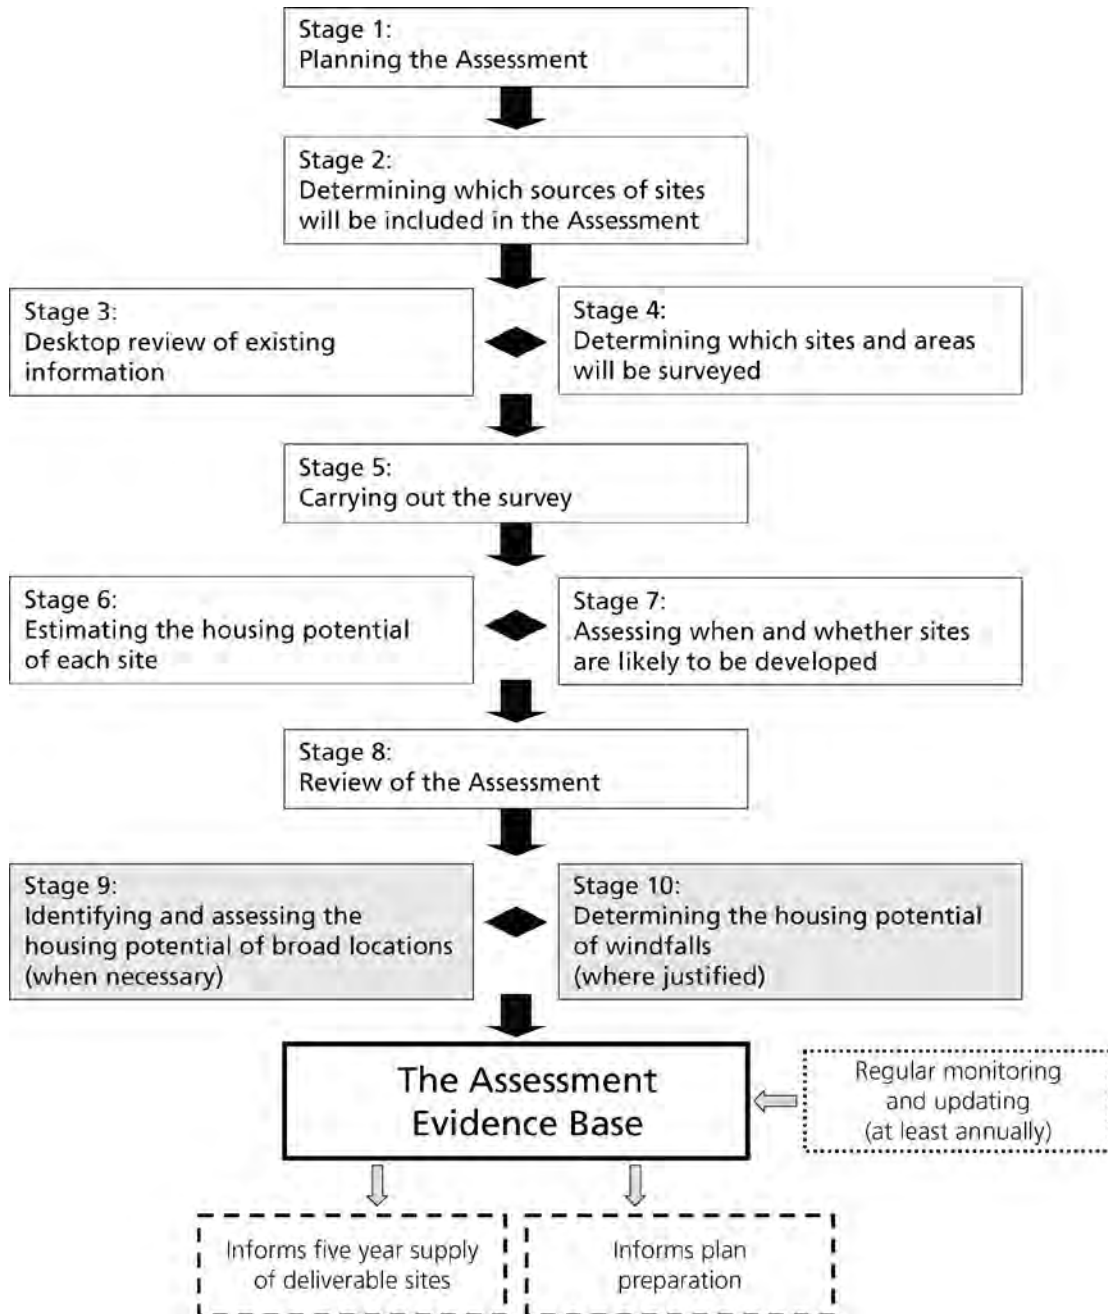 Stage 1:
Planning the Assessment
Stage 2:
Determining which sources of sites
will be included in the Assessment
Stage 3:
Desktop review of existing
information
Stage 4:
Determining which sites and areas
will be surveyed
Stage 5:
Carrying out the survey
Stage 6:
Estimating the housing potential
of each site
Stage 7:
Assessing when and whether sites
are likely to be developed
Stage 8:
Review of the Assessment
Stage 9:
Identifying and assessing the
housing potential of broad locations
(when necessary)
Stage 10:
Determining the housing potential
of windfalls
(where justified)
The Assessment
Evidence Base
Regular monitoring
and updating
(at least annually)
Informs five year supply
of deliverable sites
Informs plan
preparation